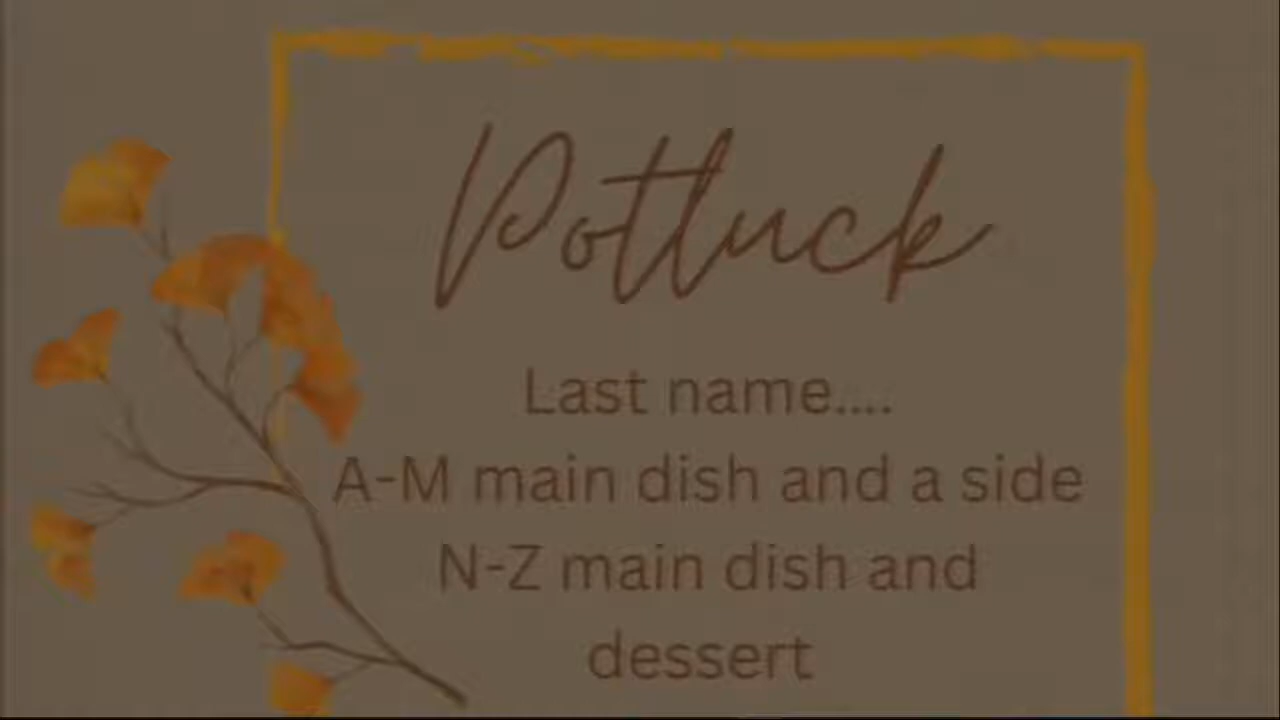 Potluck
Last name....
A-M main dish and a side
N-Z main dish and
dessert